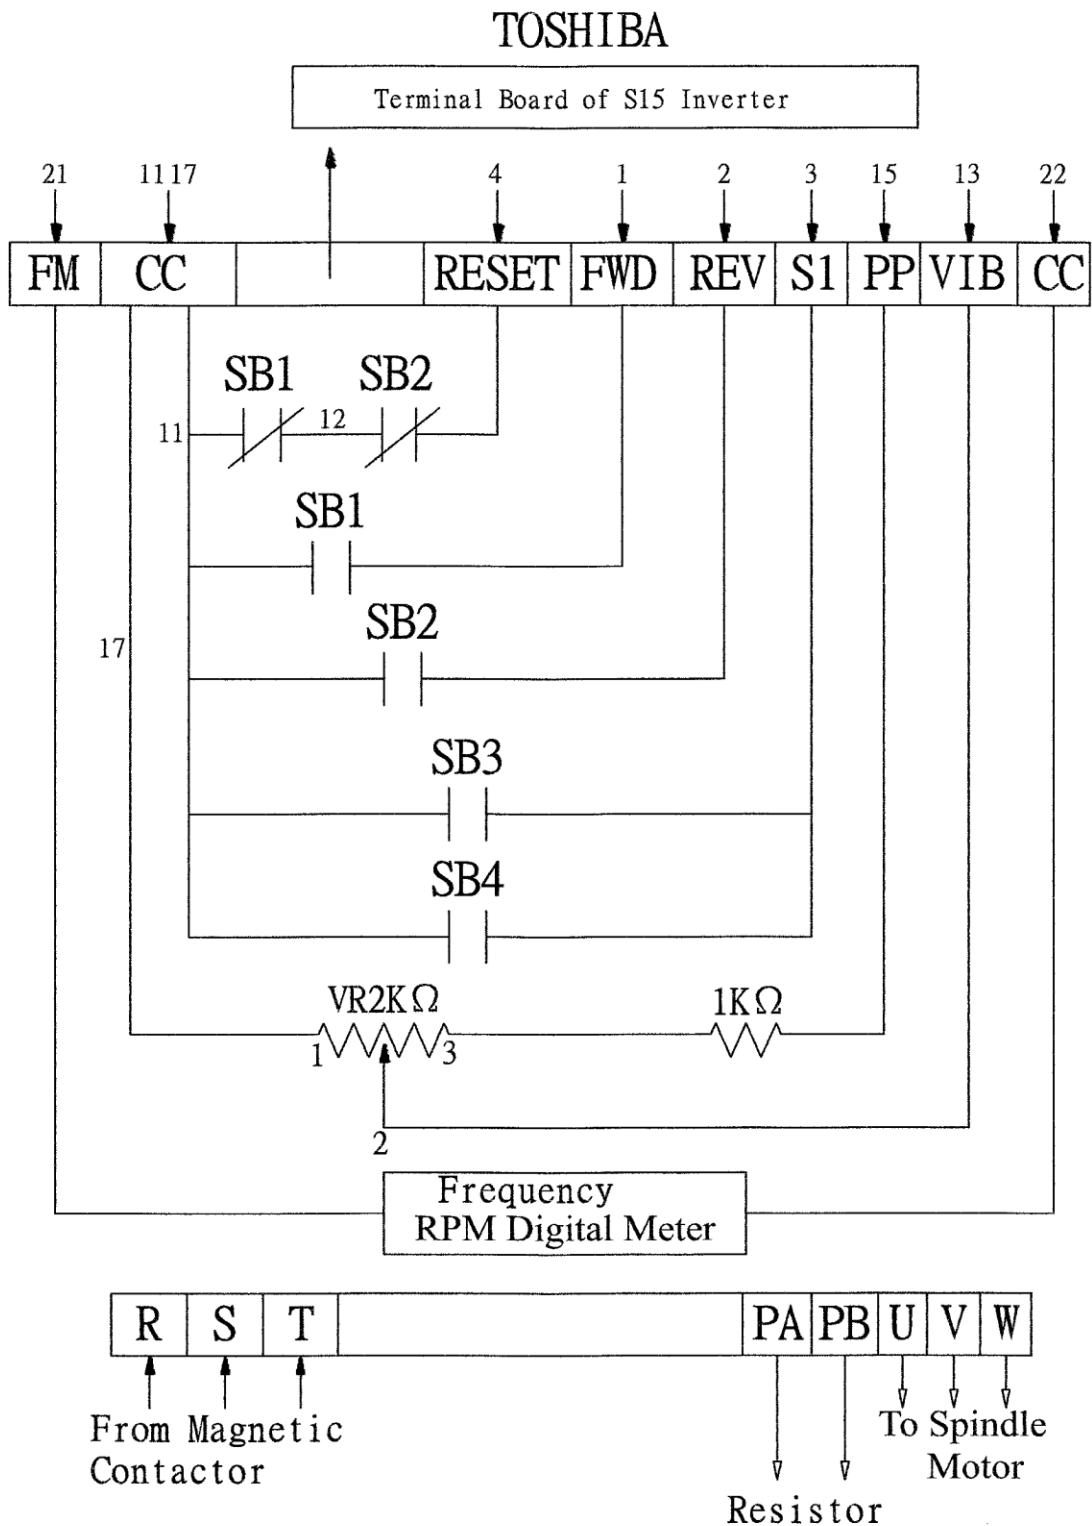 TOSHIBA
Terminal Board of S15 Inverter
21 11 17 4 1 2 3 15 13 22
FM CC RESET FWD REV S1 PP VIB CC
SB1 SB2
11 12
SB1
SB2
17
SB3
SB4
VR2KΩ 1KΩ
1 3
2
Frequency
RPM Digital Meter
R S T PA PB U V W
From Magnetic To Spindle
Contactor Motor
Resistor